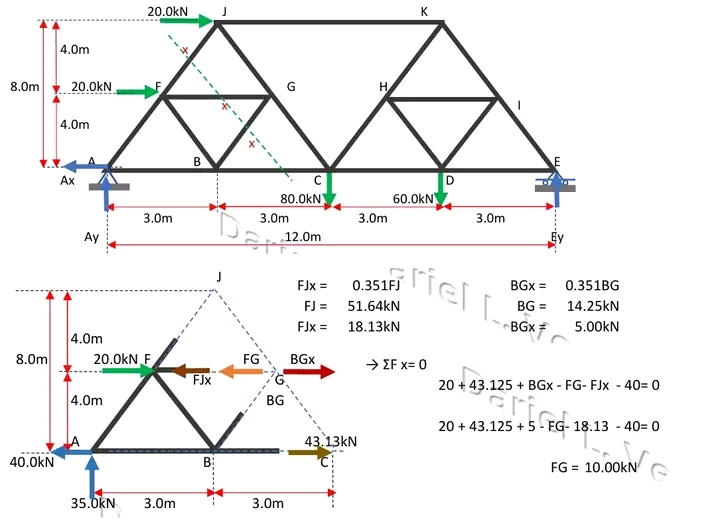 20.0kN
J
K
4.0m
8.0m
20.0kN
F
G
H
I
4.0m
A
B
C
D
E
Ax
80.0kN
60.0kN
3.0m
3.0m
3.0m
3.0m
Ay
12.0m
Ey
J
FJx = 0.351FJ
FJ = 51.64kN
FJx = 18.13kN
BGx = 0.351BG
BG = 14.25kN
BGx = 5.00kN
4.0m
8.0m
20.0kN
F
FJx
FG
BGx
G
BG
4.0m
A
B
C
43.13kN
40.0kN
35.0kN
3.0m
3.0m
→ ΣF x= 0
20 + 43.125 + BGx - FG- FJx - 40= 0
20 + 43.125 + 5 - FG- 18.13 - 40= 0
FG = 10.00kN
x
x
x